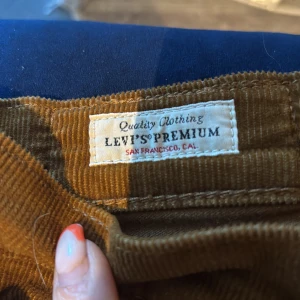 Quality Clothing
LEVI'S® PREMIUM
SAN FRANCISCO, CAL.